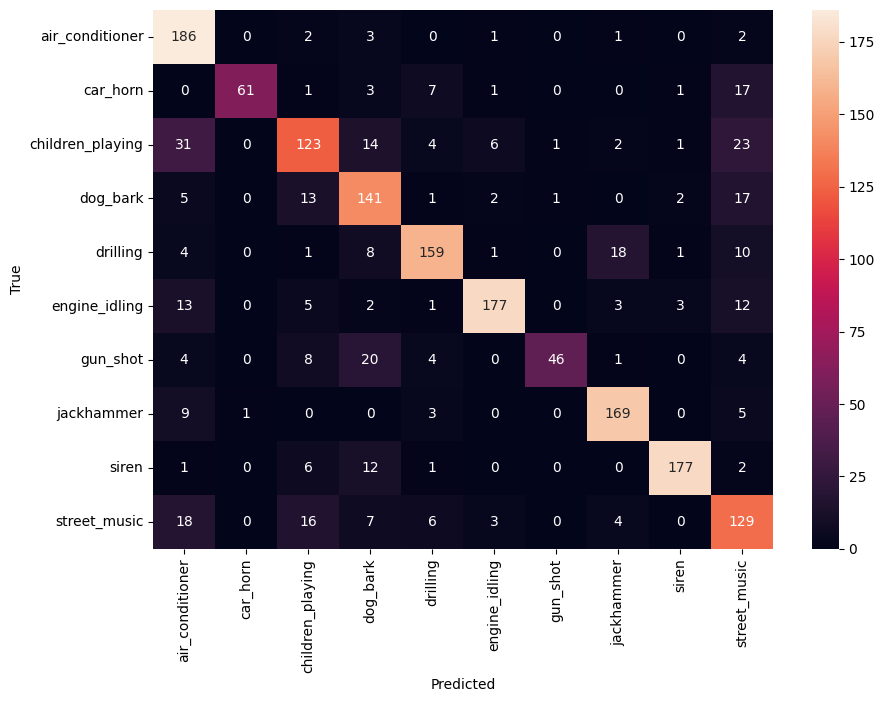 air_conditioner 186 0 2 3 0 1 0 1 0 2
car_horn 0 61 1 3 7 1 0 0 1 17
children_playing 31 0 123 14 4 6 1 2 1 23
dog_bark 5 0 13 141 1 2 1 0 2 17
drilling 4 0 1 8 159 1 0 18 1 10
engine_idling 13 0 5 2 1 177 0 3 3 12
gun_shot 4 0 8 20 4 0 46 1 0 4
jackhammer 9 1 0 0 3 0 0 169 0 5
siren 1 0 6 12 1 0 0 0 177 2
street_music 18 0 16 7 6 3 0 4 0 129
True
air_conditioner
car_horn
children_playing
dog_bark
drilling
engine_idling
gun_shot
jackhammer
siren
street_music
Predicted
175
150
125
100
75
50
25
0